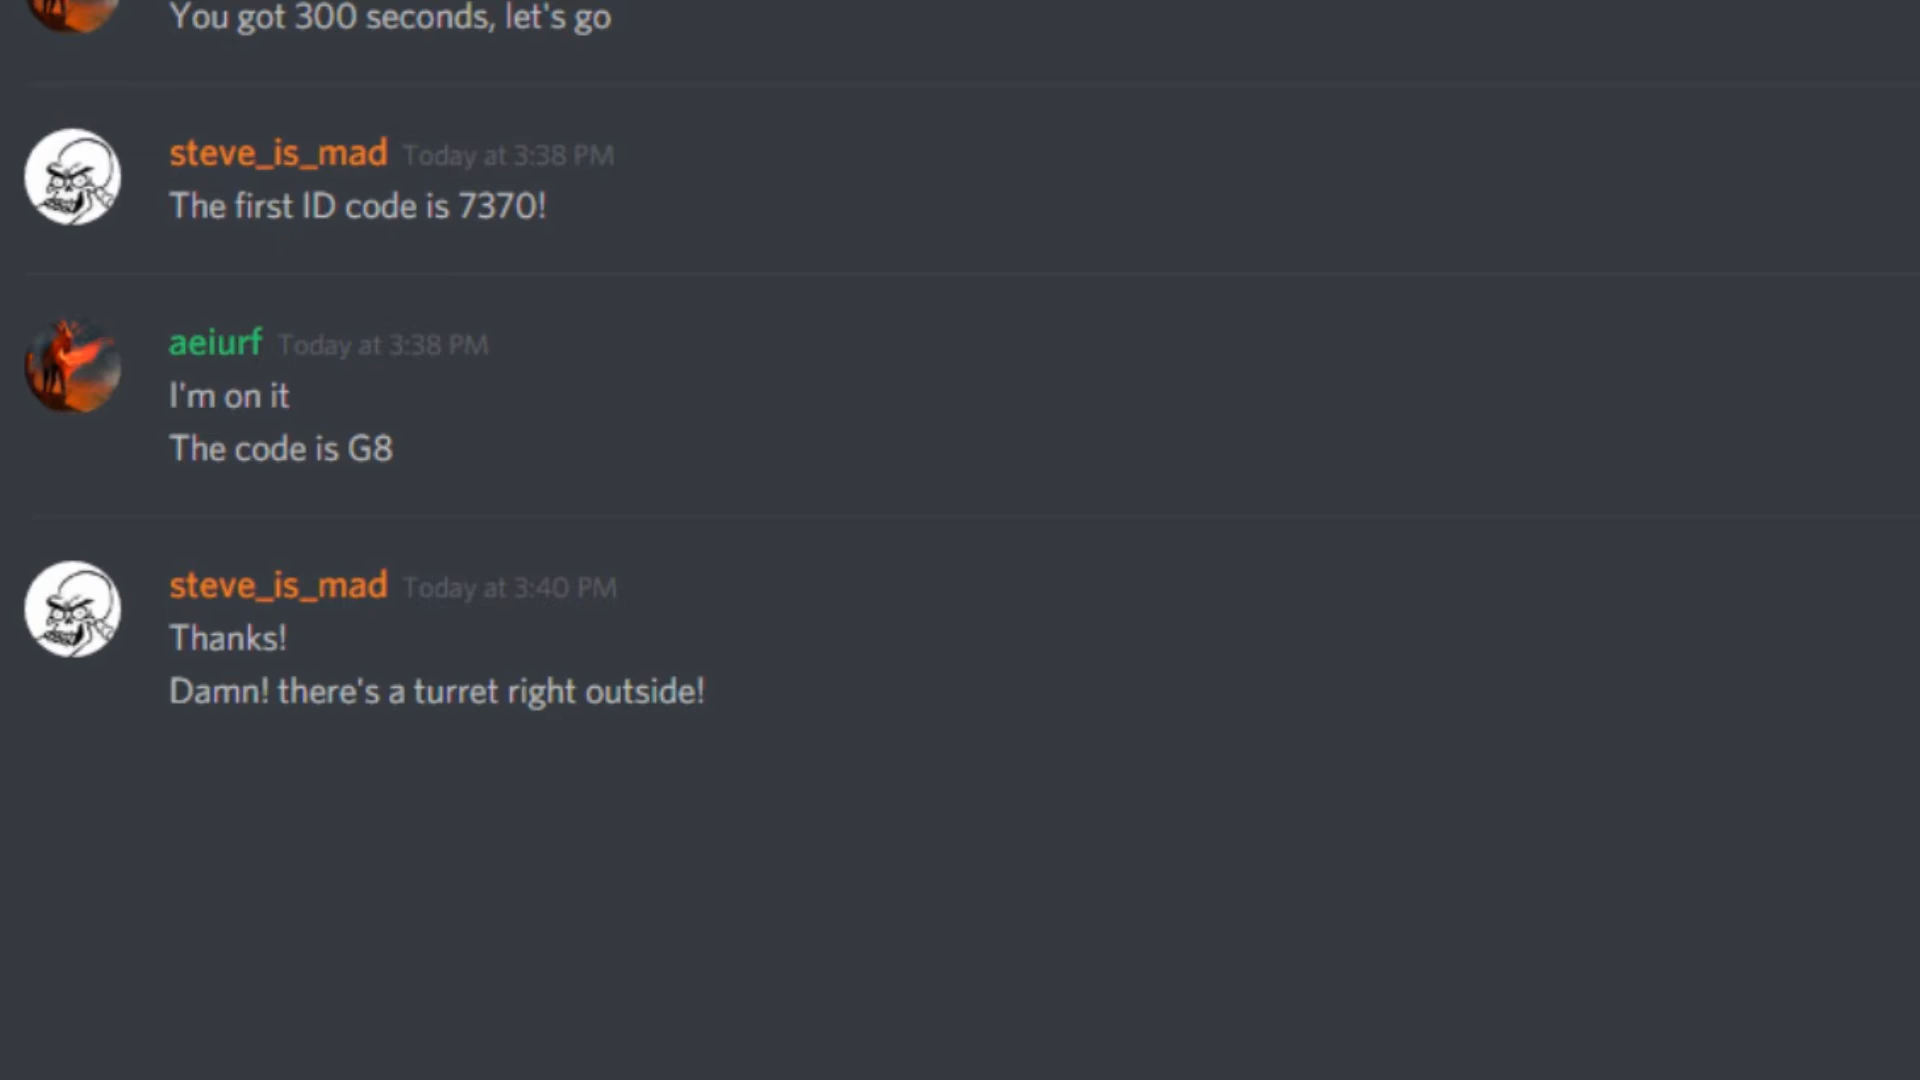 You got 300 seconds, let's go
steve_is_mad Today at 3:38 PM
The first ID code is 7370!
aeiurf Today at 3:38 PM
I'm on it
The code is G8
steve_is_mad Today at 3:40 PM
Thanks!
Damn! there's a turret right outside!